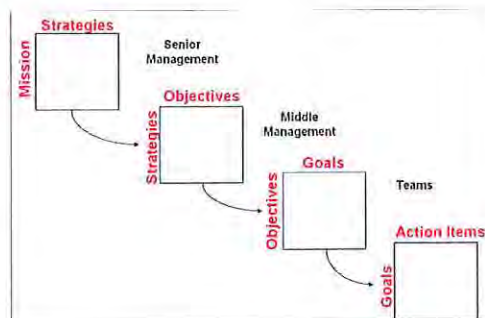 Strategies
Mission
Senior
Management
Objectives
Strategies
Middle
Management
Goals
Objectives
Teams
Action Items
Goals